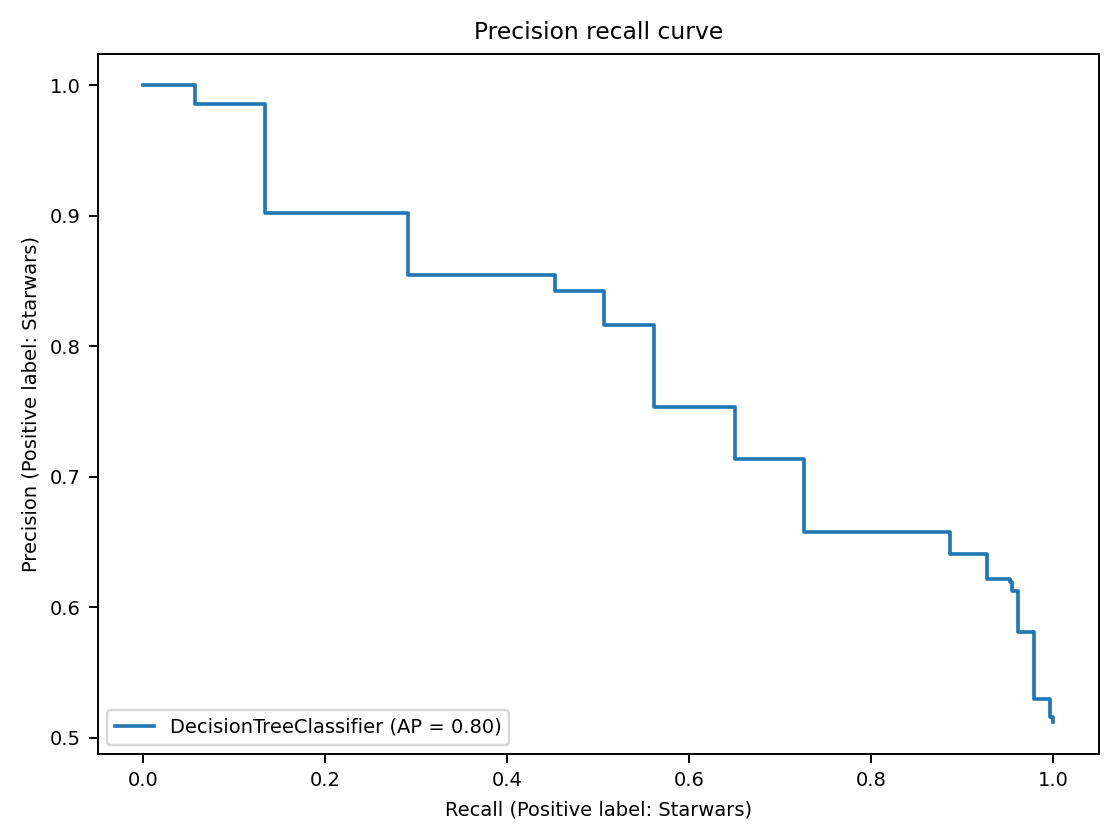 Precision recall curve
Precision (Positive label: Starwars)
1.0
0.9
0.8
0.7
0.6
0.5
DecisionTreeClassifier (AP = 0.80)
0.0 0.2 0.4 0.6 0.8 1.0
Recall (Positive label: Starwars)